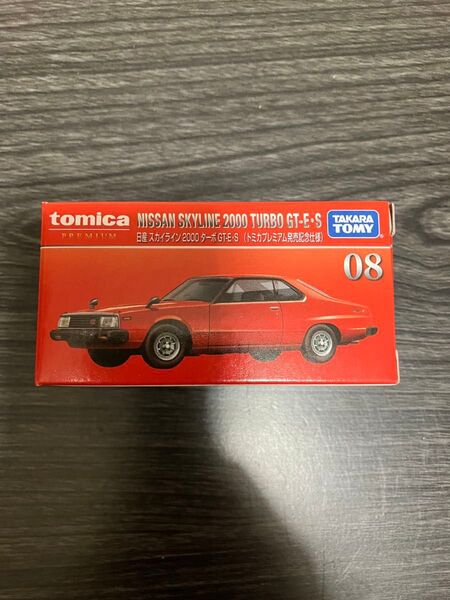 tomica
PREMIUM
NISSAN SKYLINE 2000 TURBO GT-E・S
日産 スカイライン 2000 ターボ GT-E・S (トミカプレミアム発売記念仕様)
TAKARA
TOMY
08